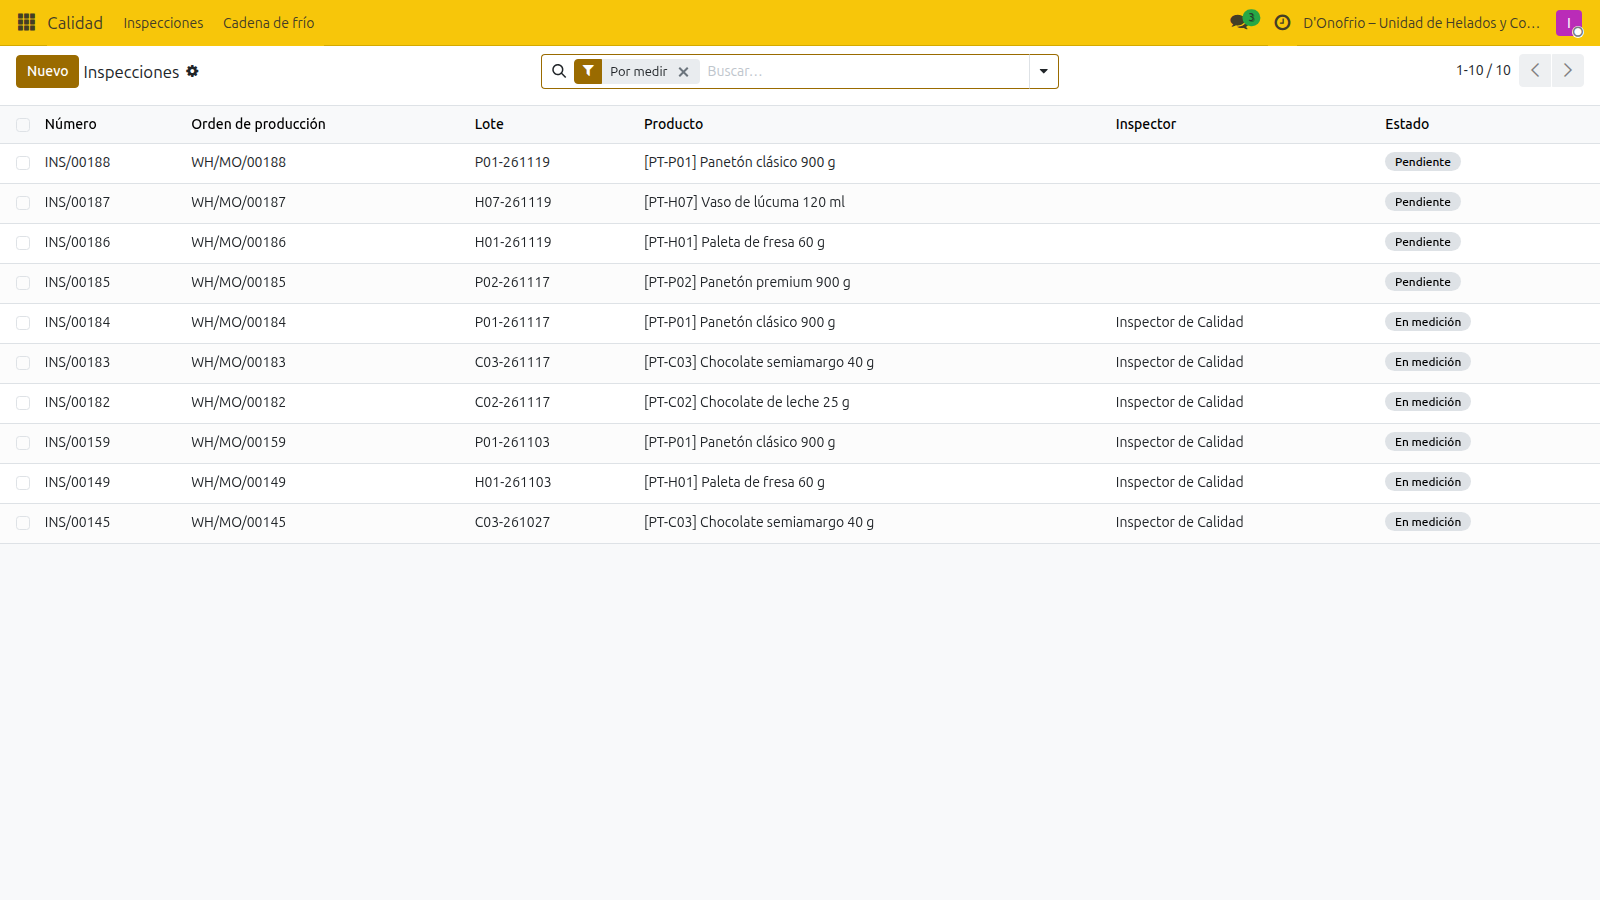 Calidad Inspecciones Cadena de frío 3 D'Onofrio – Unidad de Helados y Co... I
Nuevo Inspecciones Por medir Buscar... 1-10 / 10
Número Orden de producción Lote Producto Inspector Estado
INS/00188 WH/MO/00188 P01-261119 [PT-P01] Panetón clásico 900 g Pendiente
INS/00187 WH/MO/00187 H07-261119 [PT-H07] Vaso de lúcuma 120 ml Pendiente
INS/00186 WH/MO/00186 H01-261119 [PT-H01] Paleta de fresa 60 g Pendiente
INS/00185 WH/MO/00185 P02-261117 [PT-P02] Panetón premium 900 g Pendiente
INS/00184 WH/MO/00184 P01-261117 [PT-P01] Panetón clásico 900 g Inspector de Calidad En medición
INS/00183 WH/MO/00183 C03-261117 [PT-C03] Chocolate semiamargo 40 g Inspector de Calidad En medición
INS/00182 WH/MO/00182 C02-261117 [PT-C02] Chocolate de leche 25 g Inspector de Calidad En medición
INS/00159 WH/MO/00159 P01-261103 [PT-P01] Panetón clásico 900 g Inspector de Calidad En medición
INS/00149 WH/MO/00149 H01-261103 [PT-H01] Paleta de fresa 60 g Inspector de Calidad En medición
INS/00145 WH/MO/00145 C03-261027 [PT-C03] Chocolate semiamargo 40 g Inspector de Calidad En medición